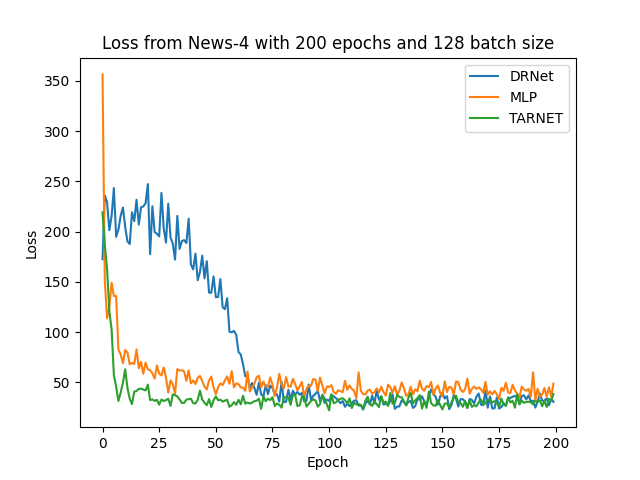 Loss from News-4 with 200 epochs and 128 batch size
DRNet
MLP
TARNET
350
300
250
200
150
100
50
Loss
0 25 50 75 100 125 150 175 200
Epoch